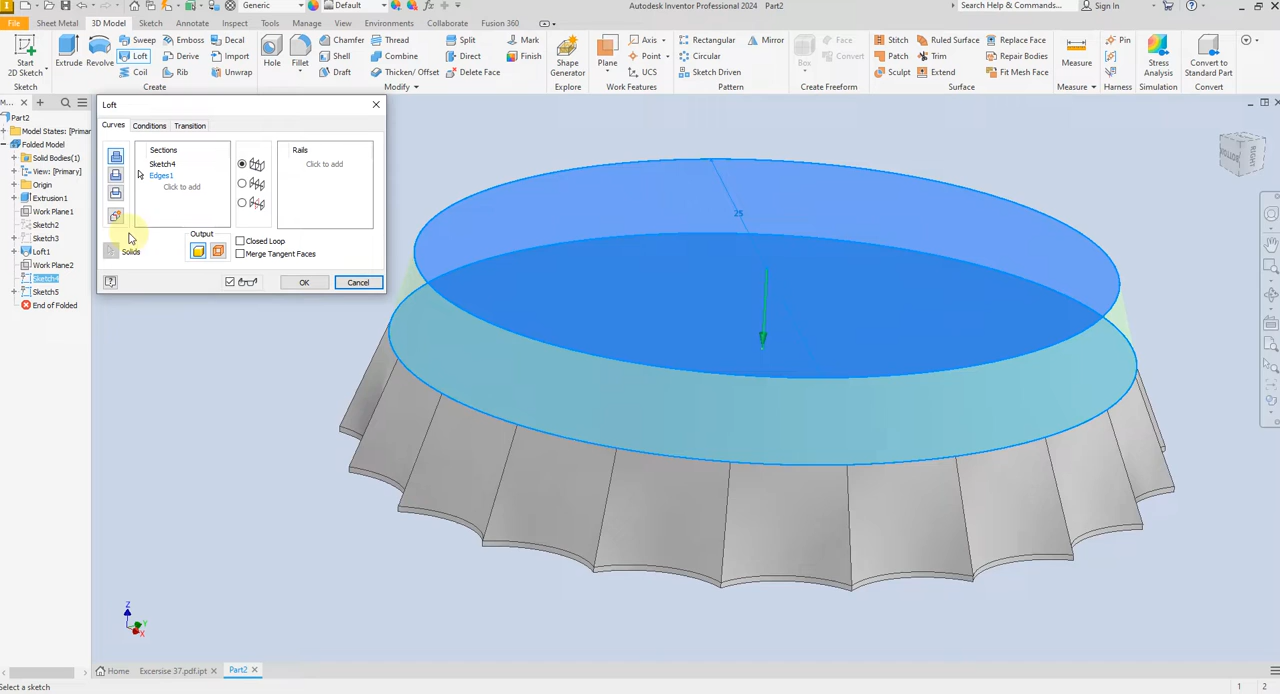 Generic
Default
Autodesk Inventor Professional 2024 Part2
Search Help & Commands...
Sign In
File
Sheet Metal
3D Model
Sketch
Annotate
Inspect
Tools
Manage
View
Environments
Collaborate
Fusion 360
Start
2D Sketch
Extrude
Revolve
Sweep
Emboss
Decal
Loft
Derive
Import
Coil
Rib
Unwrap
Hole
Fillet
Chamfer
Thread
Split
Mark
Shell
Combine
Direct
Finish
Draft
Thicken/ Offset
Delete Face
Shape
Generator
Plane
Axis
Point
UCS
Rectangular
Mirror
Circular
Sketch Driven
Box
Face
Convert
Stitch
Ruled Surface
Replace Face
Patch
Trim
Repair Bodies
Sculpt
Extend
Fit Mesh Face
Measure
Pin
Stress
Analysis
Convert to
Standard Part
Sketch
Create
Modify
Explore
Work Features
Pattern
Create Freeform
Surface
Measure
Harness
Simulation
Convert
M...
Part2
Model States: [Primar
Folded Model
Solid Bodies(1)
View: [Primary]
Origin
Extrusion1
Work Plane1
Sketch2
Sketch3
Loft1
Work Plane2
Sketch4
Sketch5
End of Folded
Loft
Curves
Conditions
Transition
Sections
Sketch4
Edges1
Click to add
Rails
Click to add
Solids
Output
Closed Loop
Merge Tangent Faces
OK
Cancel
25
BOTTOM
RIGHT
Z
Y
X
Home
Excersise 37.pdf.ipt
Part2
Select a sketch
1
2